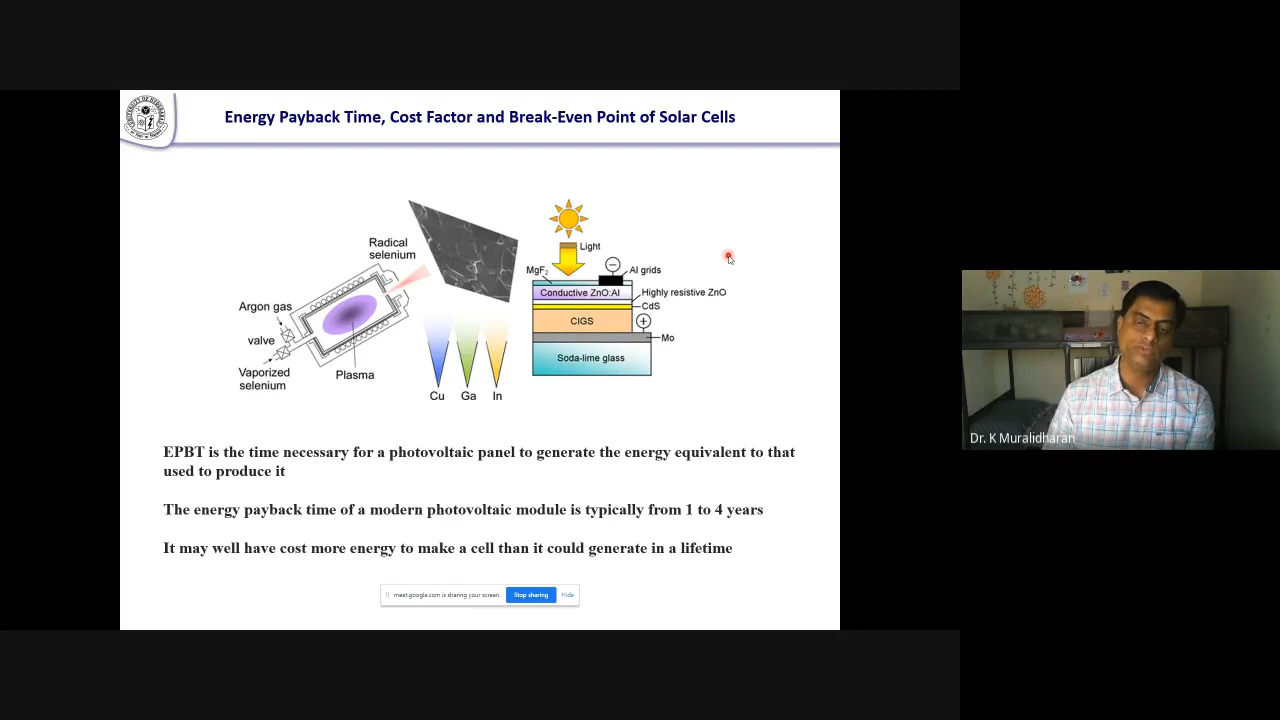 Energy Payback Time, Cost Factor and Break-Even Point of Solar Cells
Radical
selenium
Argon gas
valve
Vaporized
selenium
Plasma
Cu
Ga
In
Light
MgF2
Al grids
Conductive ZnO:Al
Highly resistive ZnO
CdS
CIGS
Mo
Soda-lime glass
EPBT is the time necessary for a photovoltaic panel to generate the energy equivalent to that
used to produce it
The energy payback time of a modern photovoltaic module is typically from 1 to 4 years
It may well have cost more energy to make a cell than it could generate in a lifetime
meet.google.com is sharing your screen.
Stop sharing
Hide
Dr. K Muralidharan